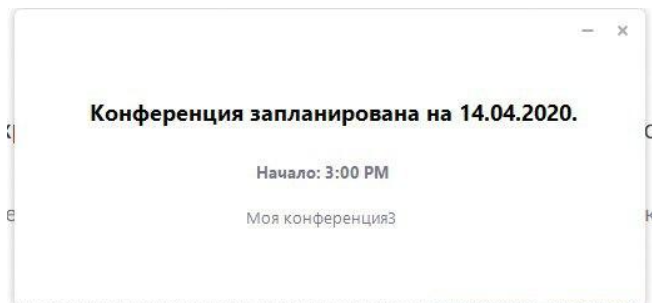 Конференция запланирована на 14.04.2020.
Начало: 3:00 PM
Моя конференция3